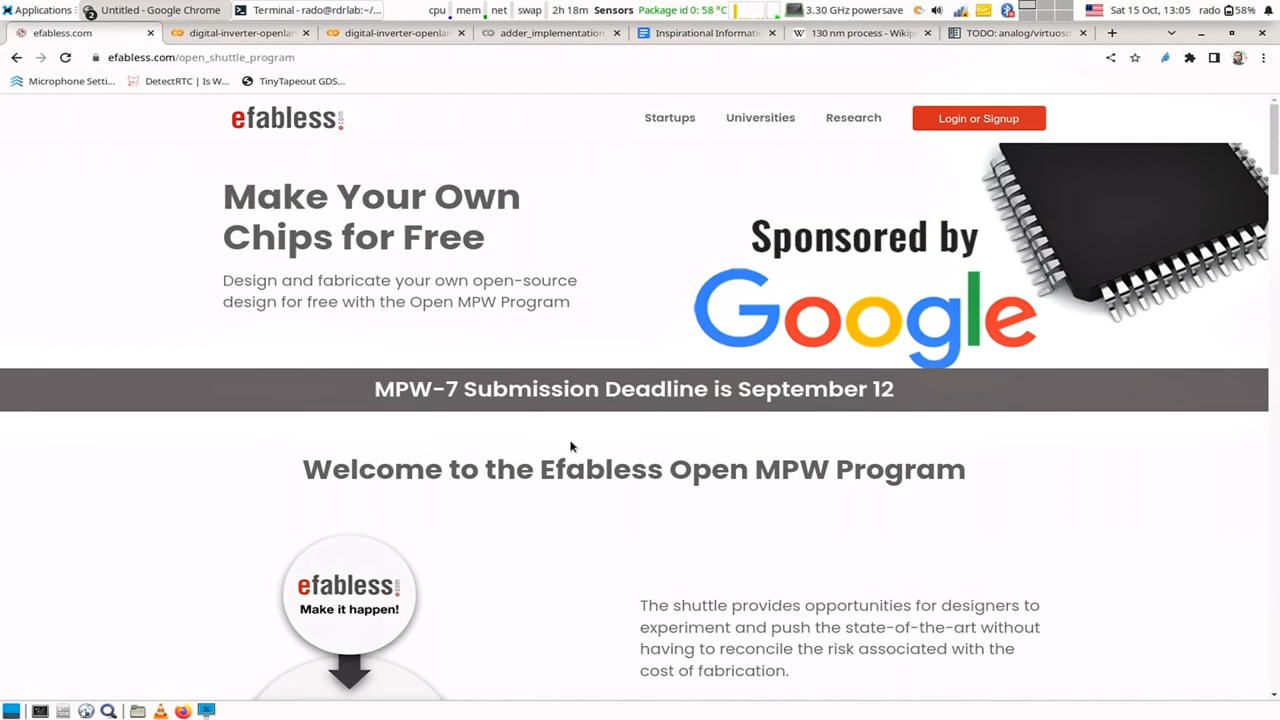 Applications
Untitled - Google Chrome
Terminal - rado@rdrlab:~/...
cpu
mem
net
swap
2h 18m
Sensors
Package id 0: 58 °C
3.30 GHz powersave
Sat 15 Oct, 13:05
rado
58%
efabless.com
digital-inverter-openla
digital-inverter-openla
adder_implementation
Inspirational Informati
130 nm process - Wikip
TODO: analog/virtuoso
efabless.com/open_shuttle_program
Microphone Setti...
DetectRTC | Is W...
TinyTapeout GDS...
efabless.com
Startups
Universities
Research
Login or Signup
Make Your Own
Chips for Free
Design and fabricate your own open-source
design for free with the Open MPW Program
Sponsored by
Google
MPW-7 Submission Deadline is September 12
Welcome to the Efabless Open MPW Program
efabless.com
Make it happen!
The shuttle provides opportunities for designers to
experiment and push the state-of-the-art without
having to reconcile the risk associated with the
cost of fabrication.